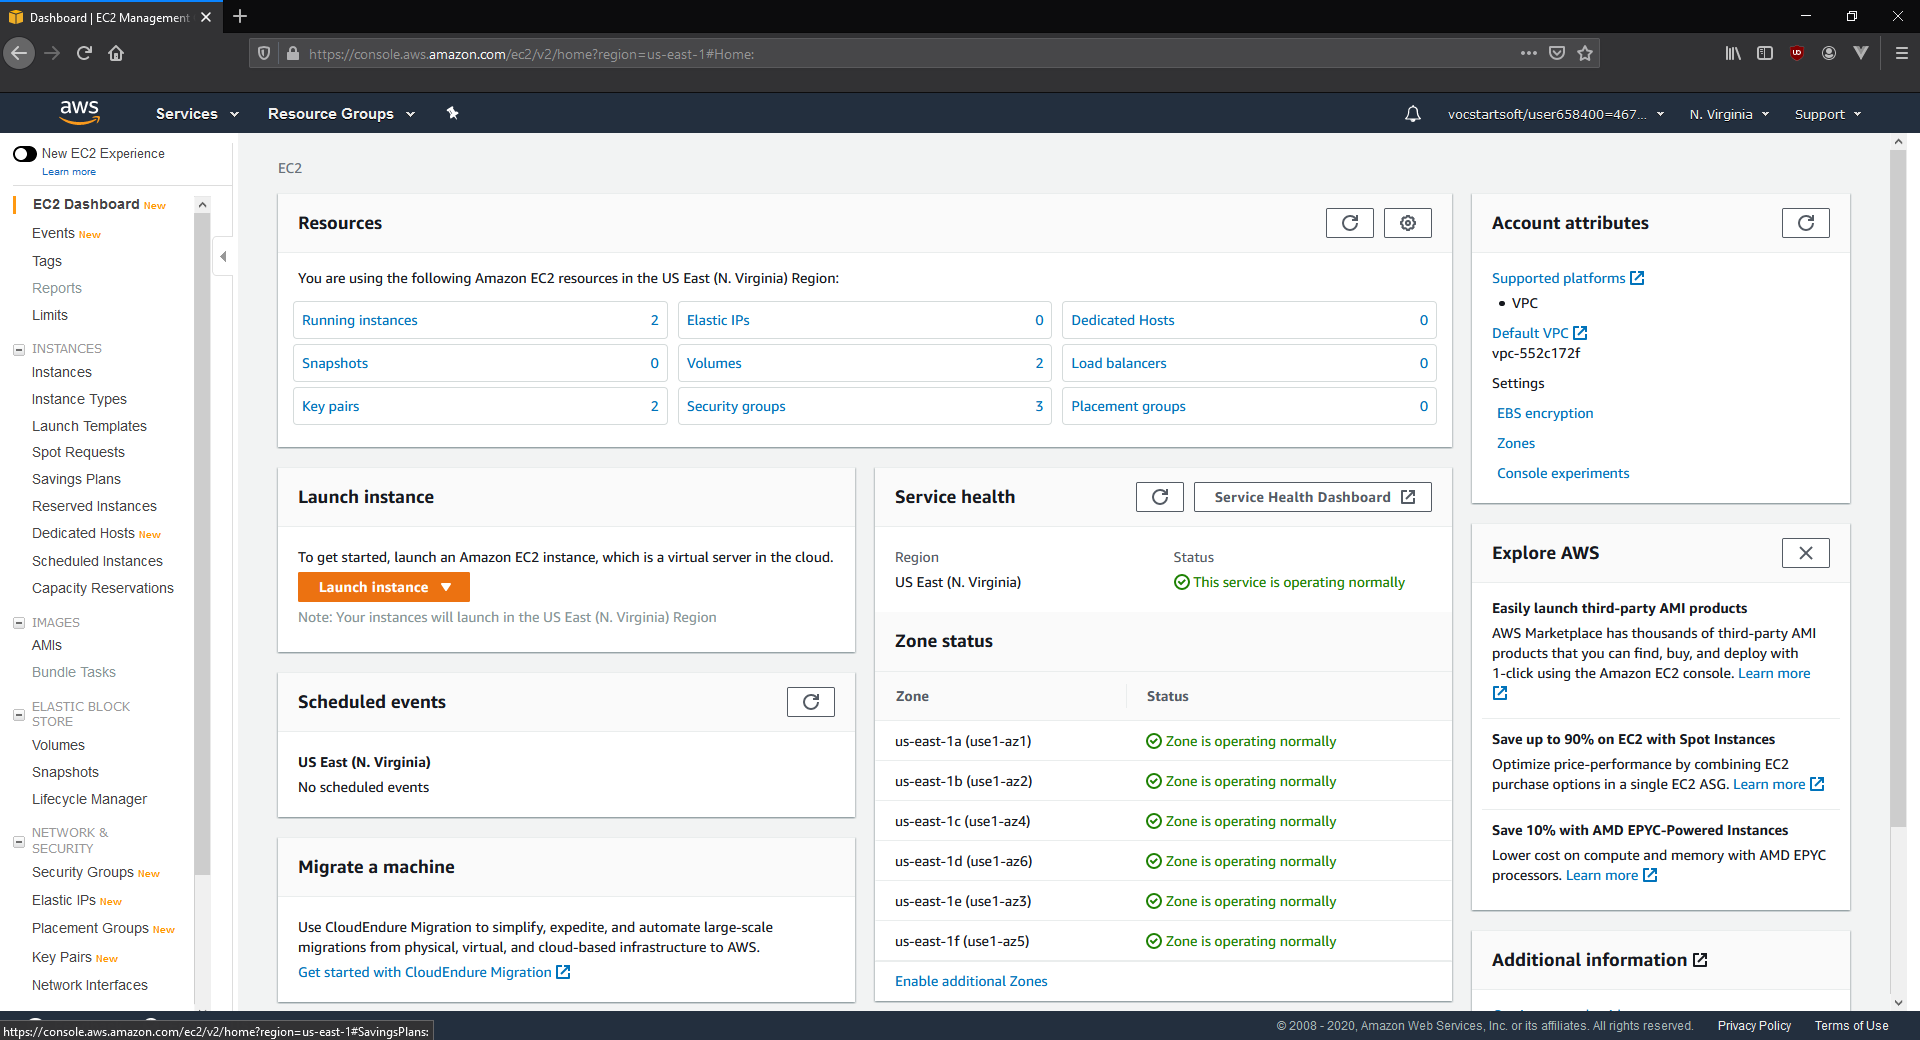 Dashboard | EC2 Management
https://console.aws.amazon.com/ec2/v2/home?region=us-east-1#Home:
aws
Services
Resource Groups
vocstartsoft/user658400=467...
N. Virginia
Support
New EC2 Experience
Learn more
EC2 Dashboard New
Events New
Tags
Reports
Limits
INSTANCES
Instances
Instance Types
Launch Templates
Spot Requests
Savings Plans
Reserved Instances
Dedicated Hosts New
Scheduled Instances
Capacity Reservations
IMAGES
AMIs
Bundle Tasks
ELASTIC BLOCK
STORE
Volumes
Snapshots
Lifecycle Manager
NETWORK &
SECURITY
Security Groups New
Elastic IPs New
Placement Groups New
Key Pairs New
Network Interfaces
EC2
Resources
You are using the following Amazon EC2 resources in the US East (N. Virginia) Region:
Running instances 2
Elastic IPs 0
Dedicated Hosts 0
Snapshots 0
Volumes 2
Load balancers 0
Key pairs 2
Security groups 3
Placement groups 0
Launch instance
To get started, launch an Amazon EC2 instance, which is a virtual server in the cloud.
Launch instance
Note: Your instances will launch in the US East (N. Virginia) Region
Scheduled events
US East (N. Virginia)
No scheduled events
Migrate a machine
Use CloudEndure Migration to simplify, expedite, and automate large-scale
migrations from physical, virtual, and cloud-based infrastructure to AWS.
Get started with CloudEndure Migration
Service health
Service Health Dashboard
Region
Status
US East (N. Virginia)
This service is operating normally
Zone status
Zone
Status
us-east-1a (use1-az1)
Zone is operating normally
us-east-1b (use1-az2)
Zone is operating normally
us-east-1c (use1-az4)
Zone is operating normally
us-east-1d (use1-az6)
Zone is operating normally
us-east-1e (use1-az3)
Zone is operating normally
us-east-1f (use1-az5)
Zone is operating normally
Enable additional Zones
Account attributes
Supported platforms
• VPC
Default VPC
vpc-552c172f
Settings
EBS encryption
Zones
Console experiments
Explore AWS
Easily launch third-party AMI products
AWS Marketplace has thousands of third-party AMI
products that you can find, buy, and deploy with
1-click using the Amazon EC2 console. Learn more
Save up to 90% on EC2 with Spot Instances
Optimize price-performance by combining EC2
purchase options in a single EC2 ASG. Learn more
Save 10% with AMD EPYC-Powered Instances
Lower cost on compute and memory with AMD EPYC
processors. Learn more
Additional information
https://console.aws.amazon.com/ec2/v2/home?region=us-east-1#SavingsPlans:
© 2008 - 2020, Amazon Web Services, Inc. or its affiliates. All rights reserved.
Privacy Policy
Terms of Use